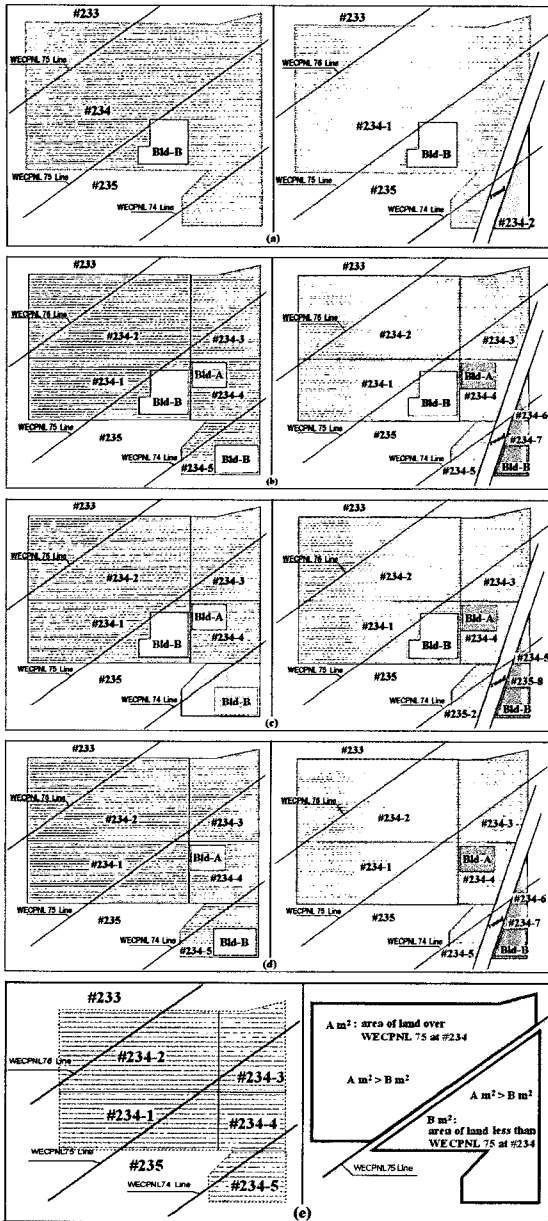 #233
WECPNL 75 Line
#234
Bld-B
WECPNL 75 Line
#235
WECPNL 74 Line
#233
WECPNL 76 Line
#234-1
Bld-B
WECPNL 75 Line
#235
WECPNL 74 Line
#234-2
(a)
#233
WECPNL 76 Line
#234-2
#234-3
Bld-A
#234-1
#234-4
Bld-B
WECPNL 75 Line
#235
WECPNL 74 Line
#234-5
Bld-B
#233
WECPNL 76 Line
#234-2
#234-3
Bld-A
#234-1
#234-4
Bld-B
#234-6
WECPNL 75 Line
#235
#234-7
WECPNL 74 Line
#234-5
Bld-B
(b)
#233
WECPNL 76 Line
#234-2
#234-3
#234-1
Bld-A
#234-4
Bld-B
WECPNL 75 Line
#235
WECPNL 74 Line
Bld-B
#233
WECPNL 76 Line
#234-2
#234-3
#234-1
Bld-A
#234-4
Bld-B
#234-5
WECPNL 75 Line
#235
#235-8
WECPNL 74 Line
#235-2
Bld-B
(c)
#233
WECPNL 76 Line
#234-2
#234-3
#234-1
Bld-A
#234-4
WECPNL 75 Line
#235
WECPNL 74 Line
#234-5
Bld-B
#233
WECPNL 76 Line
#234-2
#234-3
#234-1
Bld-A
#234-4
#234-6
WECPNL 75 Line
#235
#234-7
WECPNL 74 Line
#234-5
Bld-B
(d)
#233
WECPNL76 Line
#234-2
#234-3
#234-1
#234-4
WECPNL75 Line
#235
WECPNL74 Line
#234-5
A m²: area of land over
WECPNL 75 at #234
A m² > B m²
A m² > B m²
B m²:
area of land less than
WECPNL 75 at #234
WECPNL75 Line
(e)